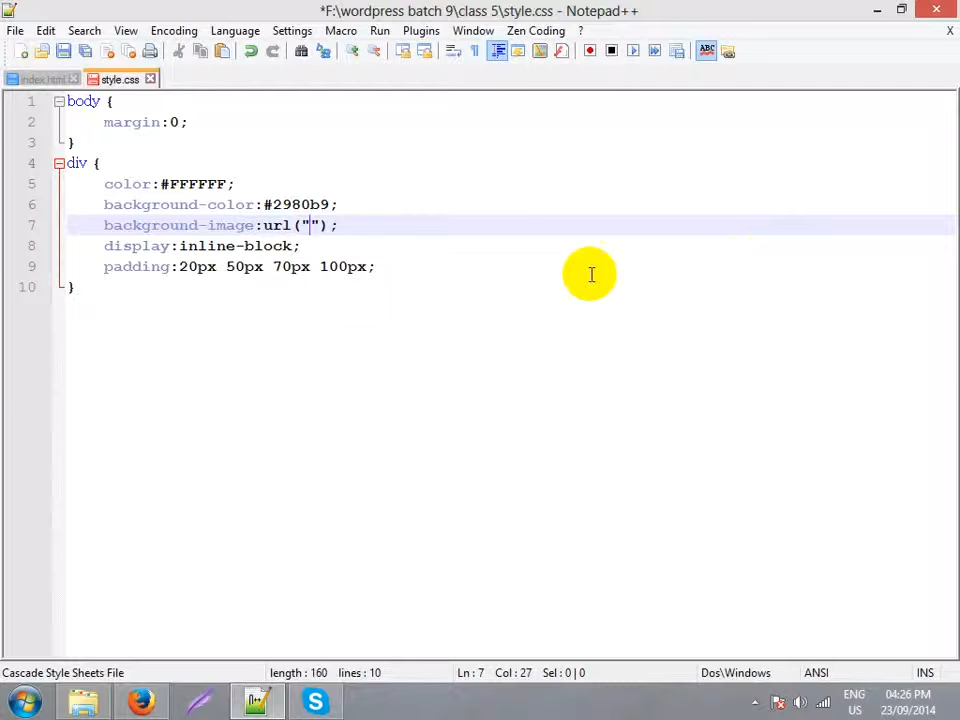 *F:\wordpress batch 9\class 5\style.css - Notepad++
File Edit Search View Encoding Language Settings Macro Run Plugins Window Zen Coding ? X
index.html style.css
1 body {
2 margin:0;
3 }
4 div {
5 color:#FFFFFF;
6 background-color:#2980b9;
7 background-image:url("");
8 display:inline-block;
9 padding:20px 50px 70px 100px;
10 }
Cascade Style Sheets File length : 160 lines : 10 Ln : 7 Col : 27 Sel : 0 | 0 Dos\Windows ANSI INS
ENG 04:26 PM
US 23/09/2014